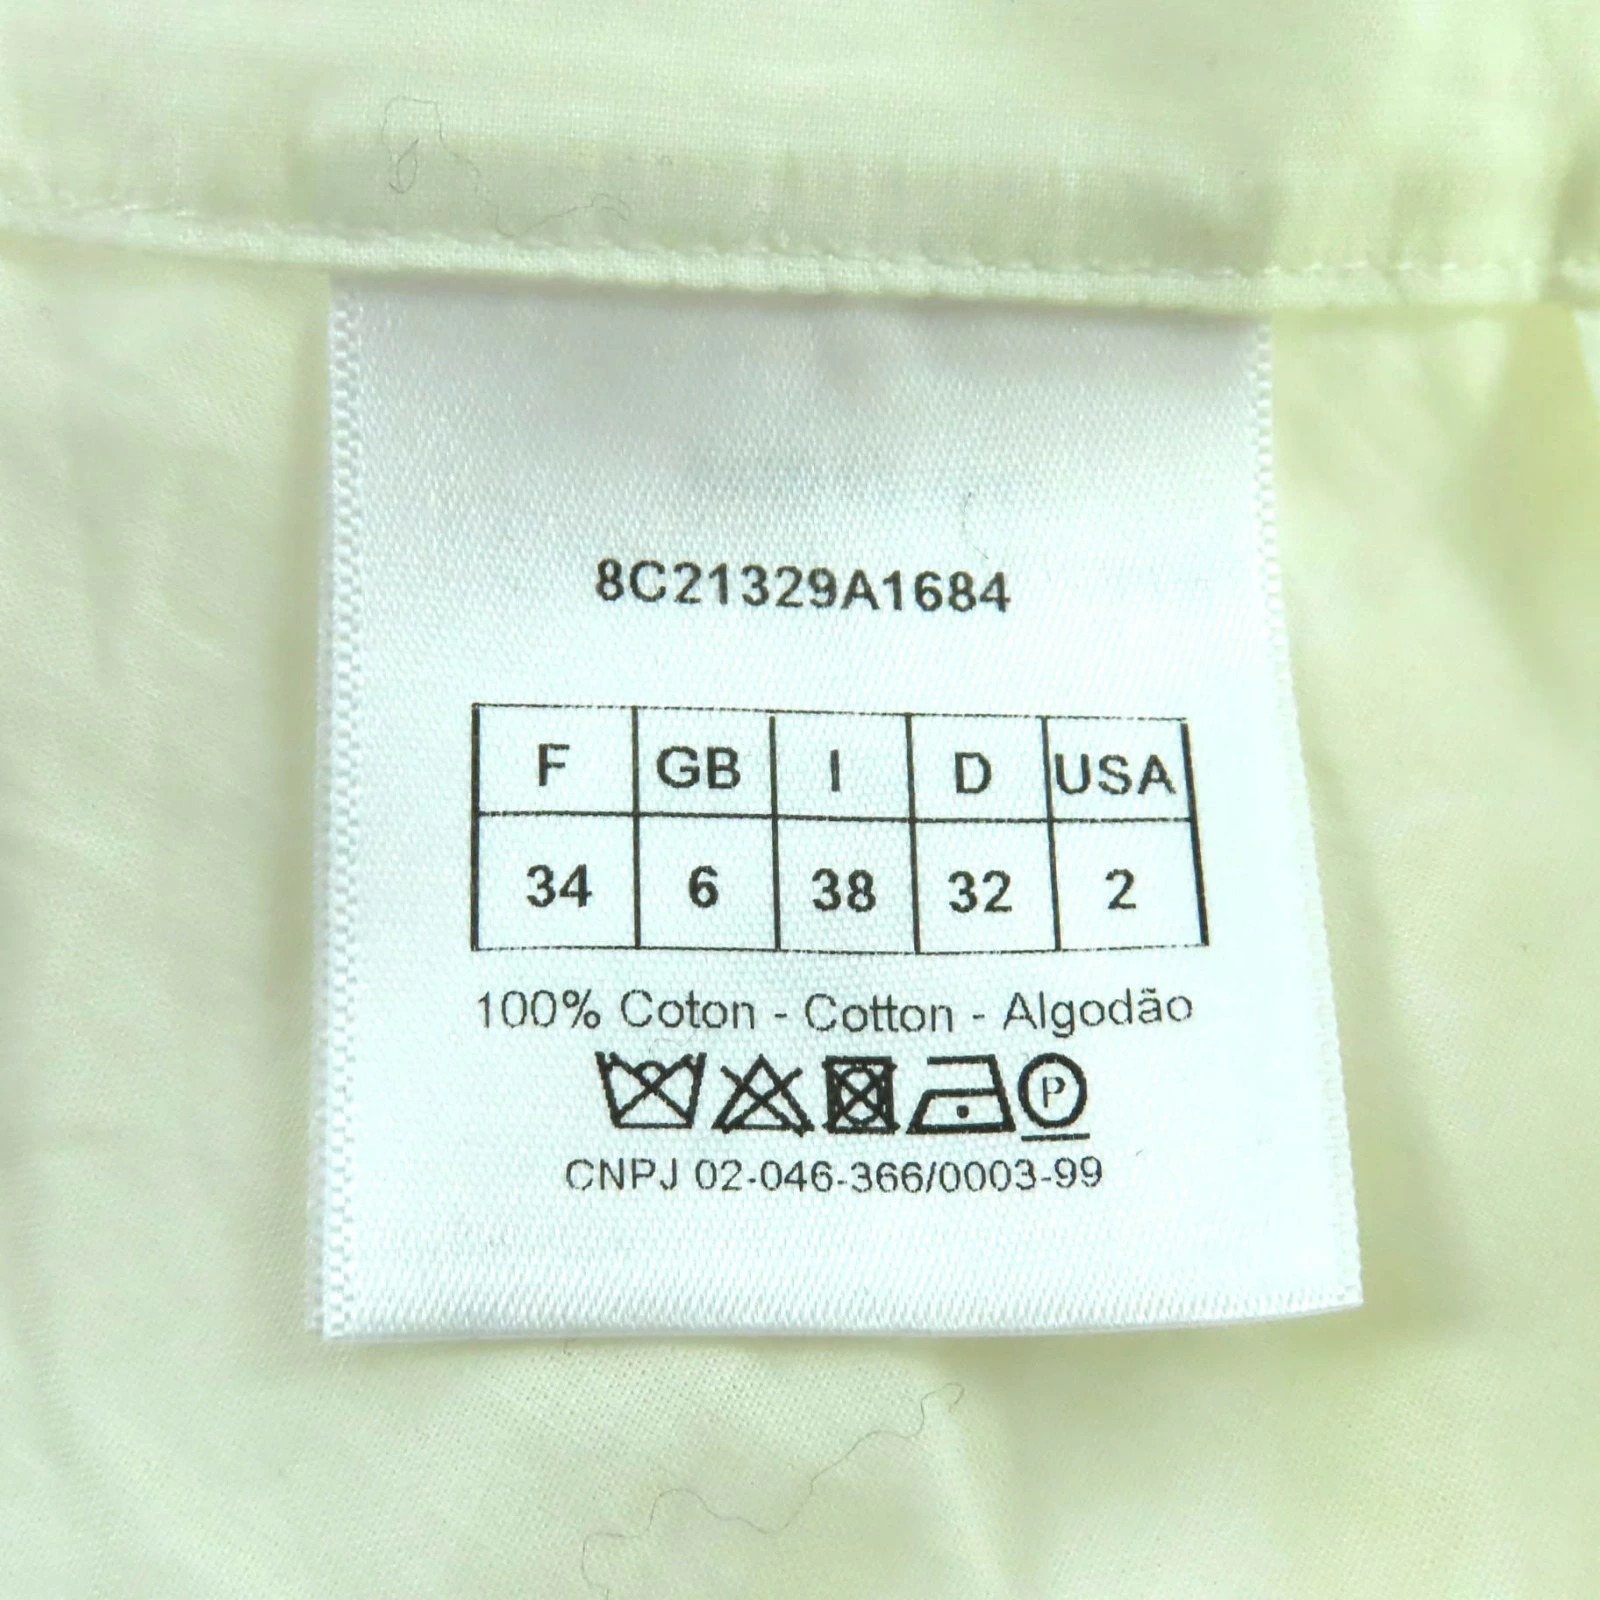 8C21329A1684
F GB I D USA
34 6 38 32 2
100% Coton - Cotton - Algodão
P
CNPJ 02-046-366/0003-99